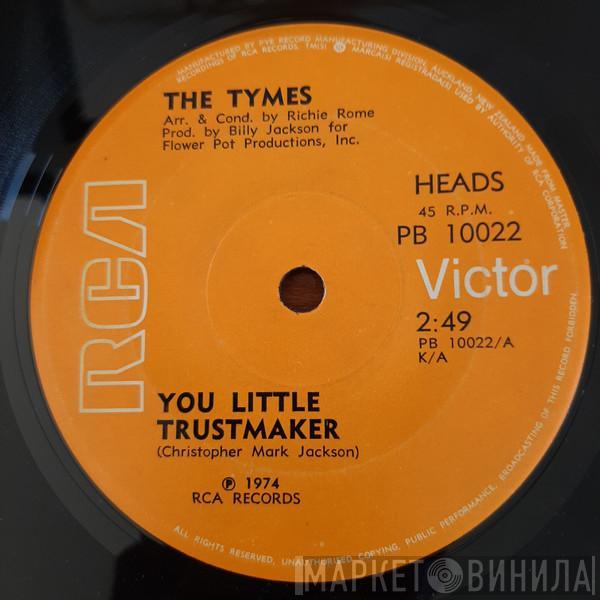 MANUFACTURED BY PYE RECORD MANUFACTURING DIVISION, AUCKLAND, NEW ZEALAND MADE FROM MASTER
RECORDINGS OF RCA RECORDS. TM(S) MARCA(S) REGISTRADA(S) USED BY AUTHORITY OF RCA CORPORATION
THE TYMES
Arr. & Cond. by Richie Rome
Prod. by Billy Jackson for
Flower Pot Productions, Inc.
HEADS
45 R.P.M.
PB 10022
RCA
Victor
2:49
PB 10022/A
K/A
YOU LITTLE
TRUSTMAKER
(Christopher Mark Jackson)
℗ 1974
RCA RECORDS
ALL RIGHTS RESERVED, UNAUTHORISED COPYING, PUBLIC PERFORMANCE, BROADCASTING OF THIS RECORD FORBIDDEN
МАРКЕТ ВИНИЛА